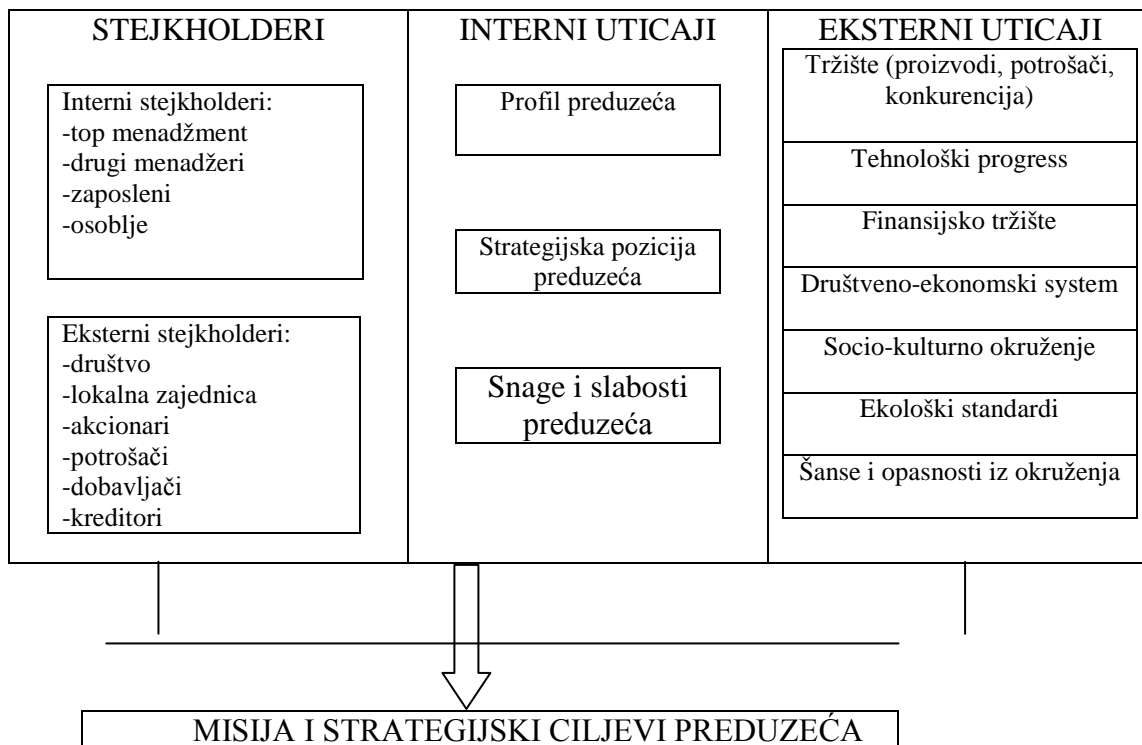 STEJKHOLDERI
Interni stejkholderi:
-top menadžment
-drugi menadžeri
-zaposleni
-osoblje
Eksterni stejkholderi:
-društvo
-lokalna zajednica
-akcionari
-potrošači
-dobavljači
-kreditori
INTERNI UTICAJI
Profil preduzeća
Strategijska pozicija
preduzeća
Snage i slabosti
preduzeća
EKSTERNI UTICAJI
Tržište (proizvodi, potrošači,
konkurencija)
Tehnološki progress
Finansijsko tržište
Društveno-ekonomski system
Socio-kulturno okruženje
Ekološki standardi
Šanse i opasnosti iz okruženja
MISIJA I STRATEGIJSKI CILJEVI PREDUZEĆA